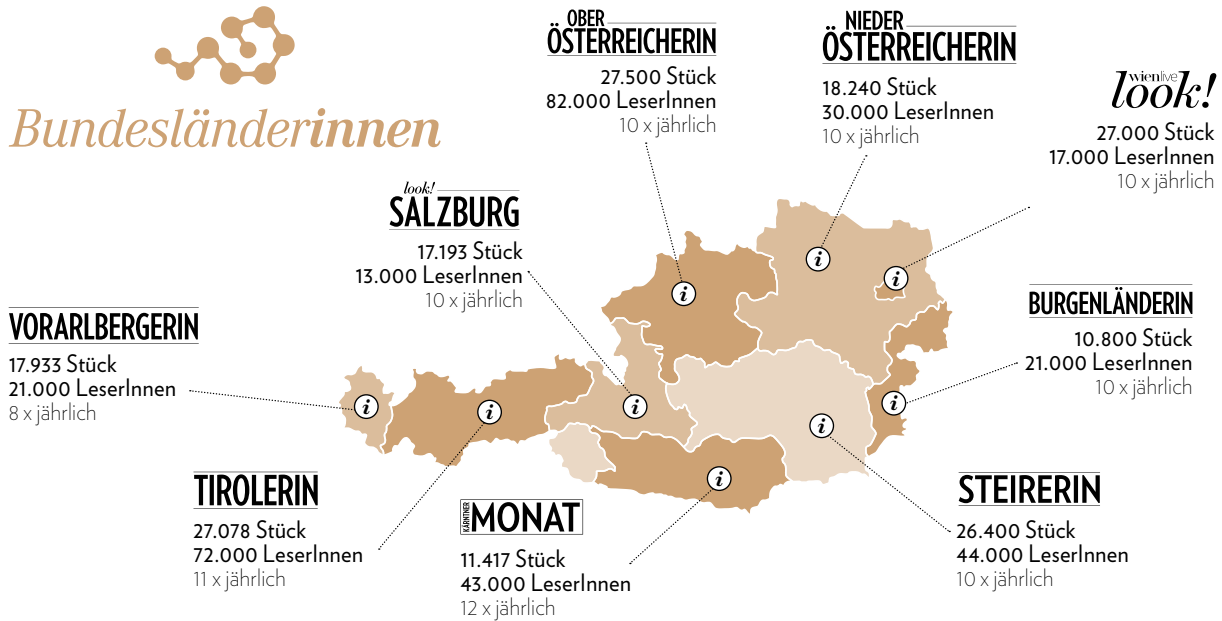 Bundesländerinnen
OBER
ÖSTERREICHERIN
27.500 Stück
82.000 LeserInnen
10 x jährlich
NIEDER
ÖSTERREICHERIN
18.240 Stück
30.000 LeserInnen
10 x jährlich
wienlive
look!
27.000 Stück
17.000 LeserInnen
10 x jährlich
look!
SALZBURG
17.193 Stück
13.000 LeserInnen
10 x jährlich
BURGENLÄNDERIN
10.800 Stück
21.000 LeserInnen
10 x jährlich
VORARLBERGERIN
17.933 Stück
21.000 LeserInnen
8 x jährlich
i
i
i
i
i
i
i
i
i
TIROLERIN
27.078 Stück
72.000 LeserInnen
11 x jährlich
KÄRNTNER
MONAT
11.417 Stück
43.000 LeserInnen
12 x jährlich
STEIRERIN
26.400 Stück
44.000 LeserInnen
10 x jährlich